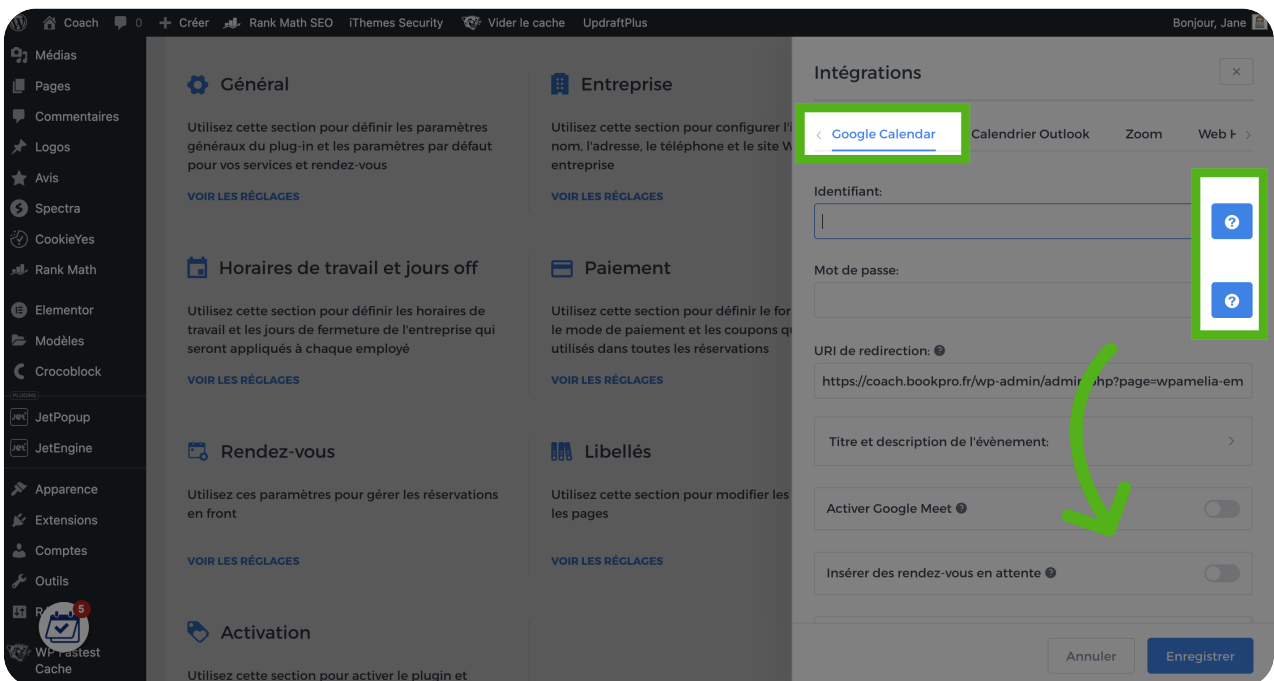 Coach 0 Créer Rank Math SEO iThemes Security Vider le cache UpdraftPlus Bonjour, Jane
Médias
Pages
Commentaires
Logos
Avis
Spectra
CookieYes
Rank Math
Elementor
Modèles
Crocoblock
PLUGINS
JetPopup
JetEngine
Apparence
Extensions
Comptes
Outils
5
WP Fastest
Cache
Général
Utilisez cette section pour définir les paramètres
généraux du plug-in et les paramètres par défaut
pour vos services et rendez-vous
VOIR LES RÉGLAGES
Entreprise
Utilisez cette section pour configurer l'i
nom, l'adresse, le téléphone et le site W
entreprise
VOIR LES RÉGLAGES
Horaires de travail et jours off
Utilisez cette section pour définir les horaires de
travail et les jours de fermeture de l'entreprise qui
seront appliqués à chaque employé
VOIR LES RÉGLAGES
Paiement
Utilisez cette section pour définir le for
le mode de paiement et les coupons qu
utilisés dans toutes les réservations
VOIR LES RÉGLAGES
Rendez-vous
Utilisez ces paramètres pour gérer les réservations
en front
VOIR LES RÉGLAGES
Libellés
Utilisez cette section pour modifier les
les pages
VOIR LES RÉGLAGES
Activation
Utilisez cette section pour activer le plugin et
Intégrations
Google Calendar Calendrier Outlook Zoom Web
Identifiant:
Mot de passe:
URI de redirection:
https://coach.bookpro.fr/wp-admin/admin.php?page=wpamelia-em
Titre et description de l'évènement:
Activer Google Meet
Insérer des rendez-vous en attente
Annuler Enregistrer